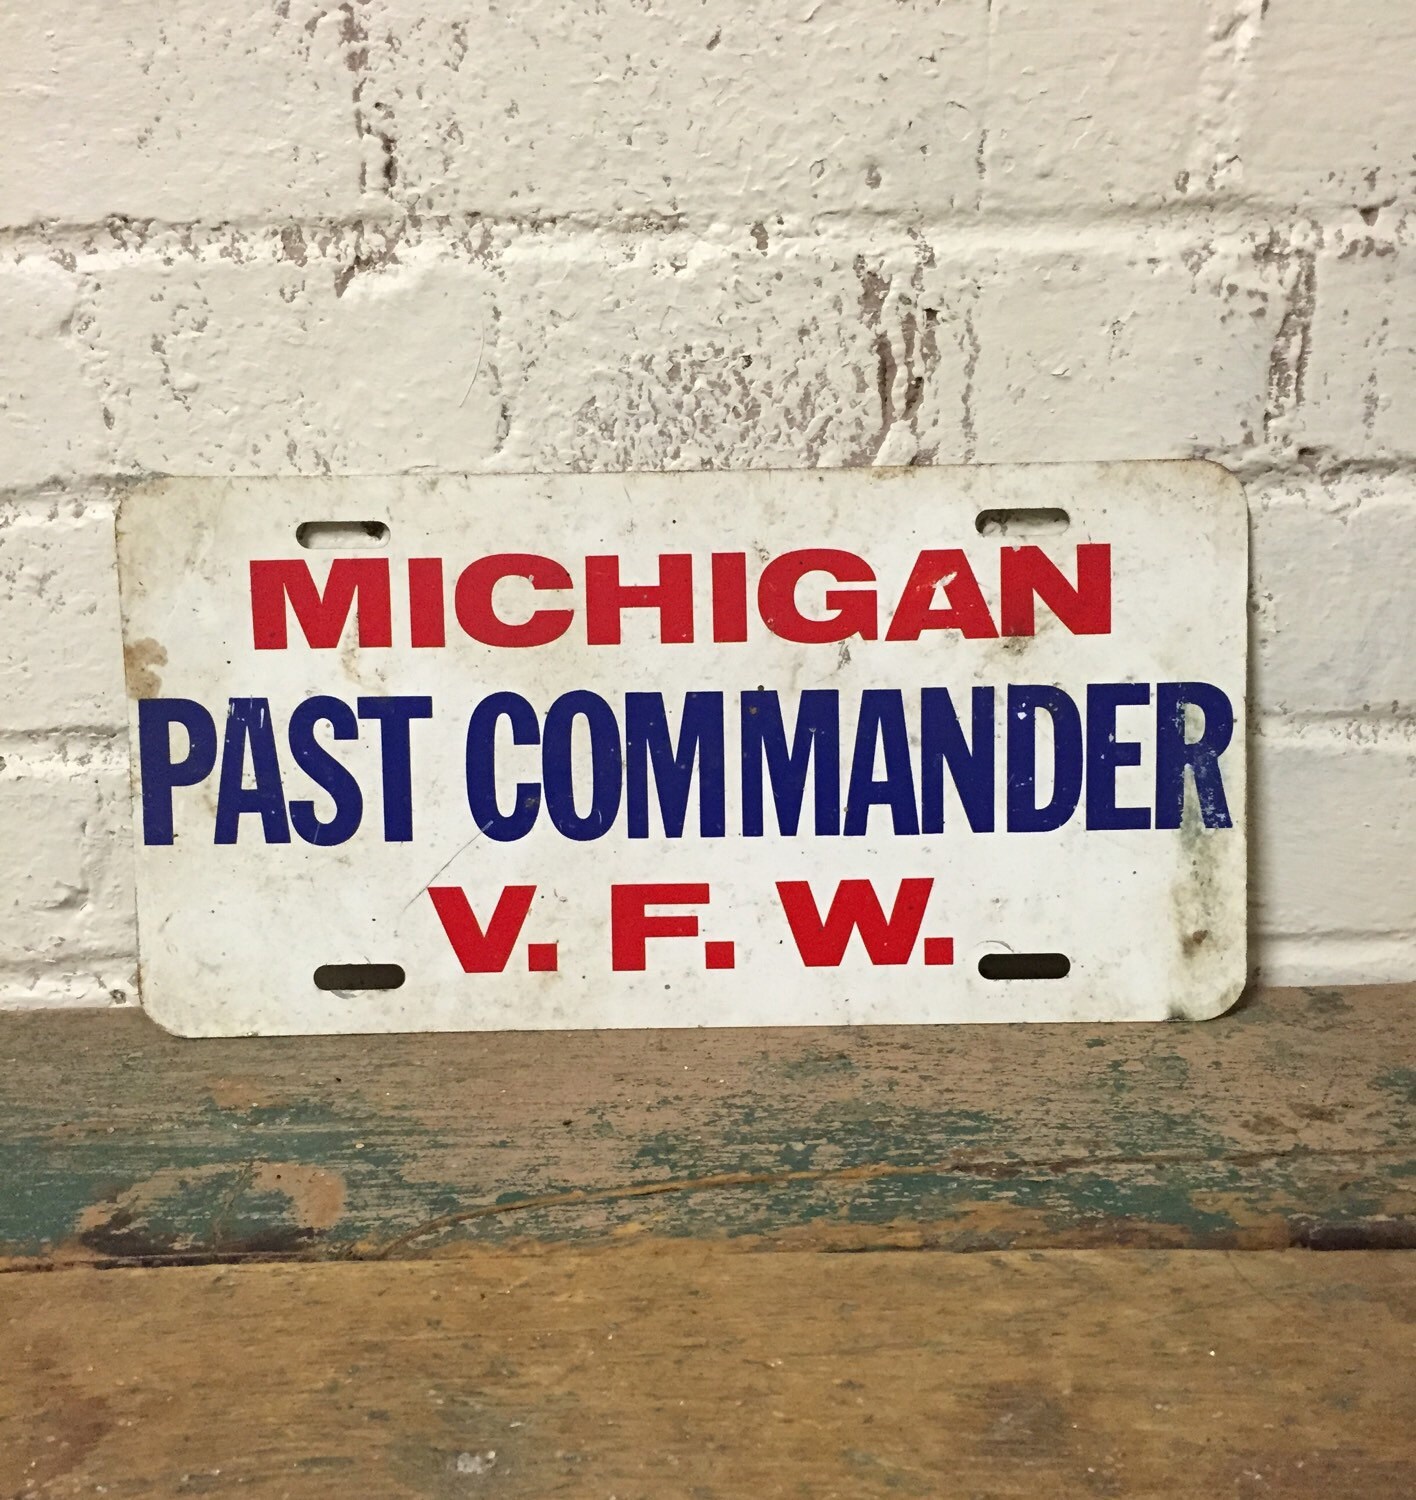 MICHIGAN
PAST COMMANDER
V. F. W.